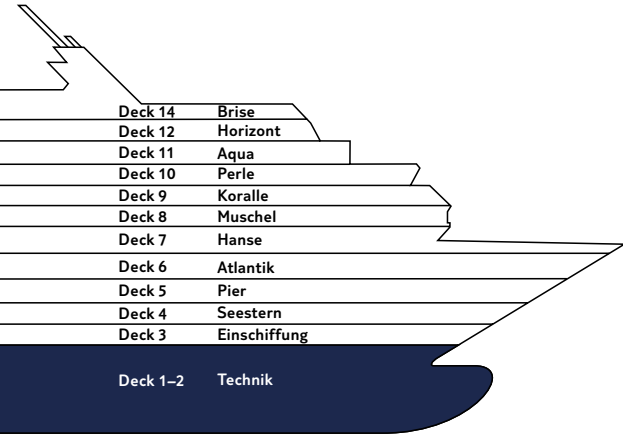 Deck 14 Brise
Deck 12 Horizont
Deck 11 Aqua
Deck 10 Perle
Deck 9 Koralle
Deck 8 Muschel
Deck 7 Hanse
Deck 6 Atlantik
Deck 5 Pier
Deck 4 Seestern
Deck 3 Einschiffung
Deck 1–2 Technik